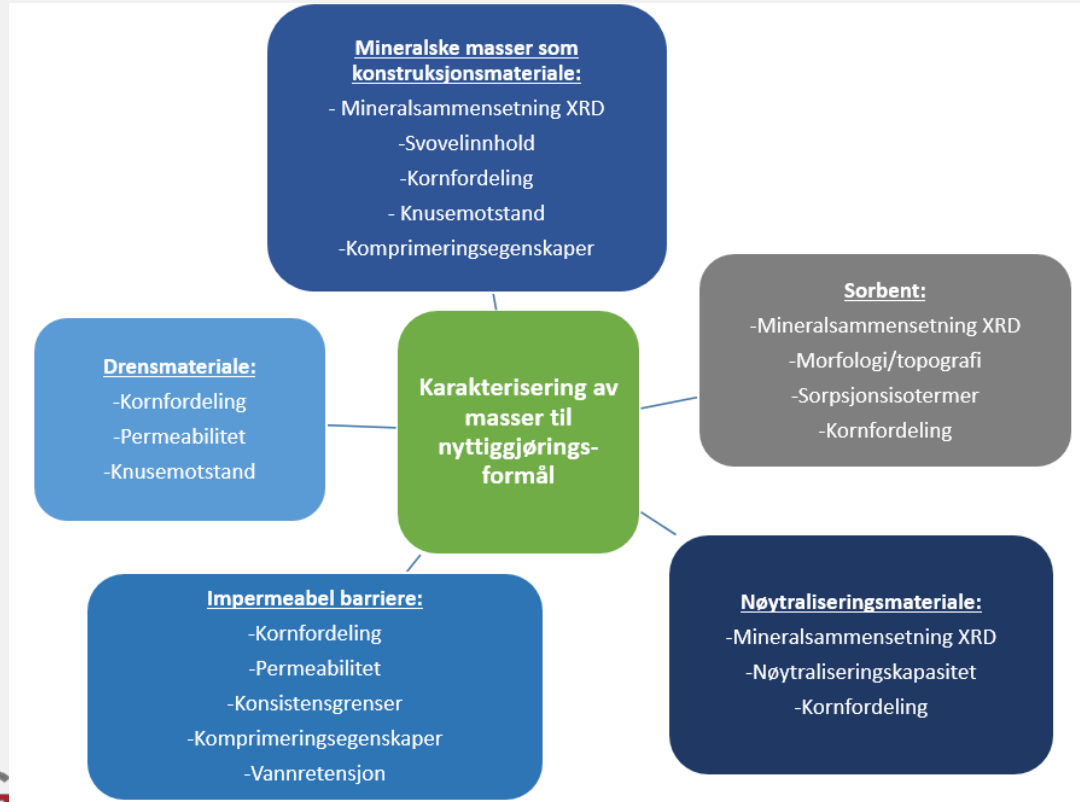 Mineralske masser som
konstruksjonsmateriale:
- Mineralsammensetning XRD
-Svovelinnhold
-Kornfordeling
- Knusemotstand
-Komprimeringsegenskaper
Sorbent:
-Mineralsammensetning XRD
-Morfologi/topografi
-Sorpsjonsisotermer
-Kornfordeling
Drensmateriale:
-Kornfordeling
-Permeabilitet
-Knusemotstand
Karakterisering av
masser til
nyttiggjørings-
formål
Impermeabel barriere:
-Kornfordeling
-Permeabilitet
-Konsistensgrenser
-Komprimeringsegenskaper
-Vannretensjon
Nøytraliseringsmateriale:
-Mineralsammensetning XRD
-Nøytraliseringskapasitet
-Kornfordeling